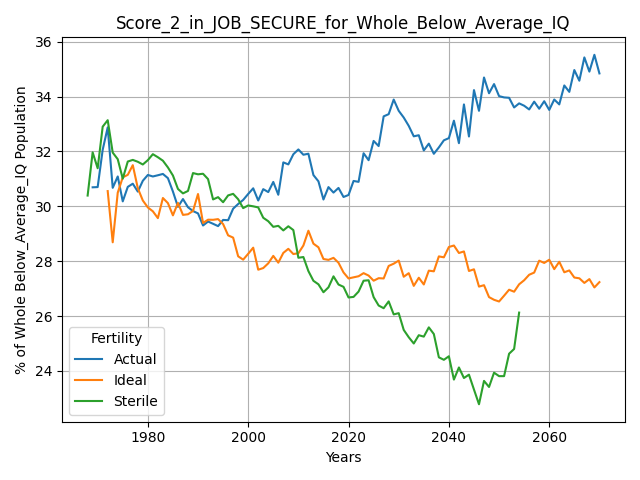 Score_2_in_JOB_SECURE_for_Whole_Below_Average_IQ
% of Whole Below_Average_IQ Population
36
34
32
30
28
26
24
Fertility
Actual
Ideal
Sterile
1980
2000
2020
2040
2060
Years